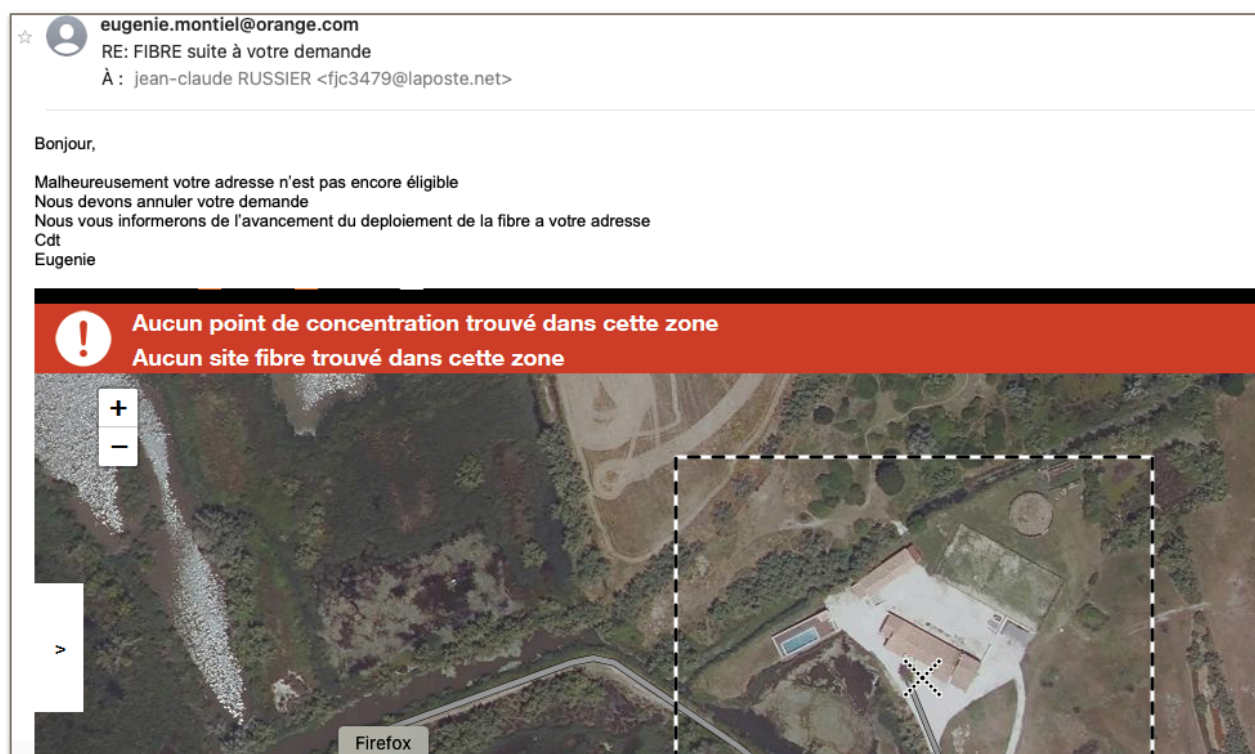 eugenie.montiel@orange.com
RE: FIBRE suite à votre demande
À : jean-claude RUSSIER <fjc3479@laposte.net>
Bonjour,
Malheureusement votre adresse n'est pas encore éligible
Nous devons annuler votre demande
Nous vous informerons de l'avancement du deploiement de la fibre a votre adresse
Cdt
Eugenie
Aucun point de concentration trouvé dans cette zone
Aucun site fibre trouvé dans cette zone
+
−
>
Firefox